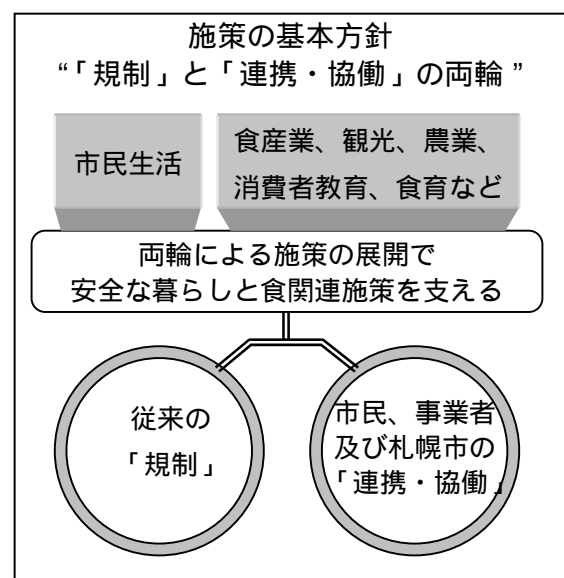 施策の基本方針
“「規制」と「連携・協働」の両輪”
市民生活
食産業、観光、農業、
消費者教育、食育など
両輪による施策の展開で
安全な暮らしと食関連施策を支える
従来の
「規制」
市民、事業者
及び札幌市の
「連携・協働」